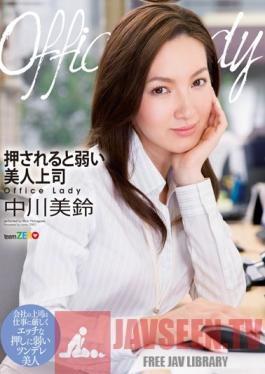 Office Lady
押されると弱い
美人上司
Office Lady
中川美鈴
teamZERO
会社の上司は
仕事に厳しく
エッチな
押しに弱い
ツンデレ
美人
JAVSEEN.TV
FREE JAV LIBRARY